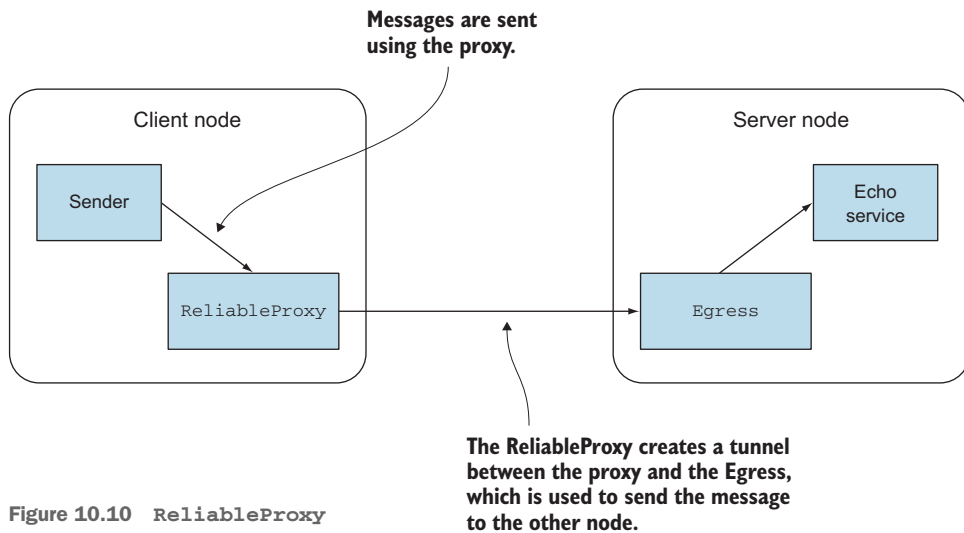 Messages are sent
using the proxy.
Client node
Server node
Sender
Echo
service
ReliableProxy
Egress
The ReliableProxy creates a tunnel
between the proxy and the Egress,
which is used to send the message
to the other node.
Figure 10.10 ReliableProxy